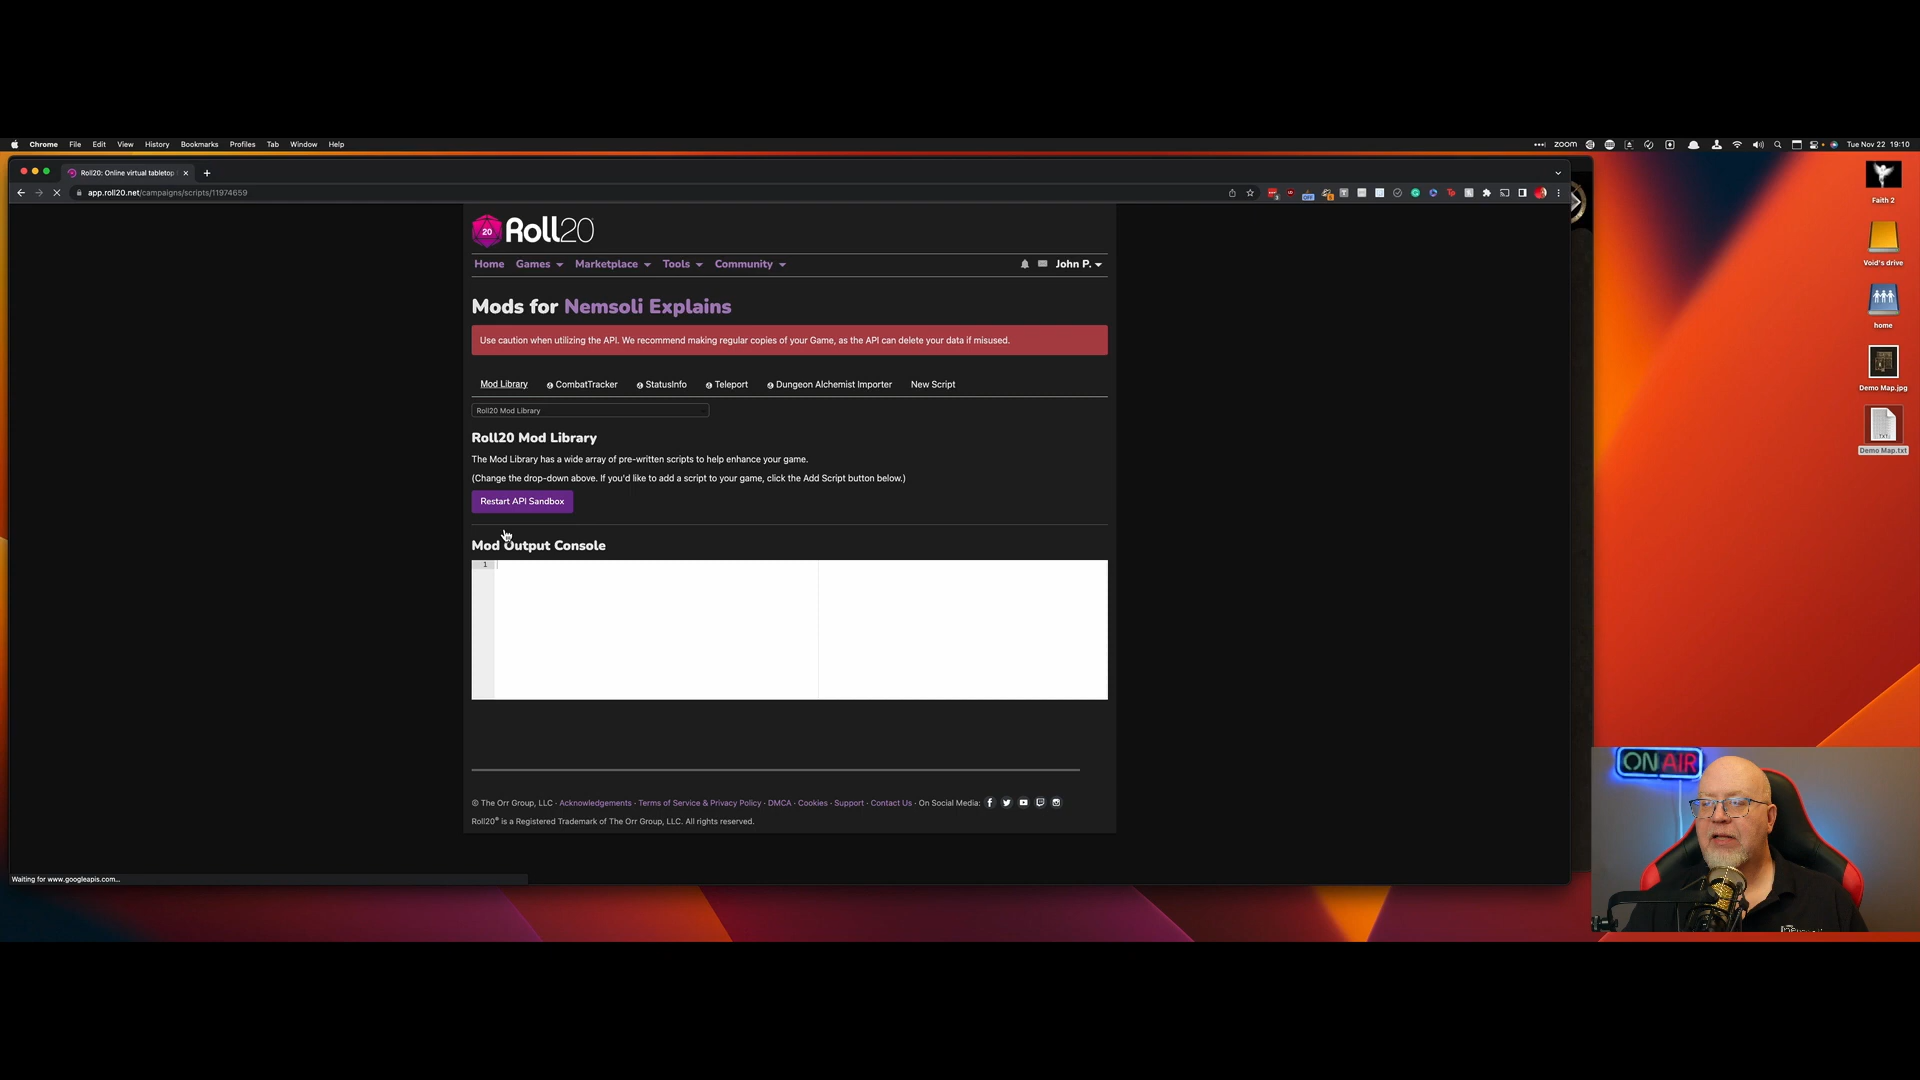 Chrome File Edit View History Bookmarks Profiles Tab Window Help
zoom Tue Nov 22 19:10
Roll20: Online virtual tabletop
app.roll20.net/campaigns/scripts/11974659
20 Roll20
Home Games Marketplace Tools Community John P.
Mods for Nemsoli Explains
Use caution when utilizing the API. We recommend making regular copies of your Game, as the API can delete your data if misused.
Mod Library CombatTracker StatusInfo Teleport Dungeon Alchemist Importer New Script
Roll20 Mod Library
Roll20 Mod Library
The Mod Library has a wide array of pre-written scripts to help enhance your game.
(Change the drop-down above. If you'd like to add a script to your game, click the Add Script button below.)
Restart API Sandbox
Mod Output Console
1
© The Orr Group, LLC · Acknowledgements · Terms of Service & Privacy Policy · DMCA · Cookies · Support · Contact Us · On Social Media:
Roll20® is a Registered Trademark of The Orr Group, LLC. All rights reserved.
Waiting for www.googleapis.com...
Faith 2
Void's drive
home
Demo Map.jpg
TXT
Demo Map.txt
ON AIR